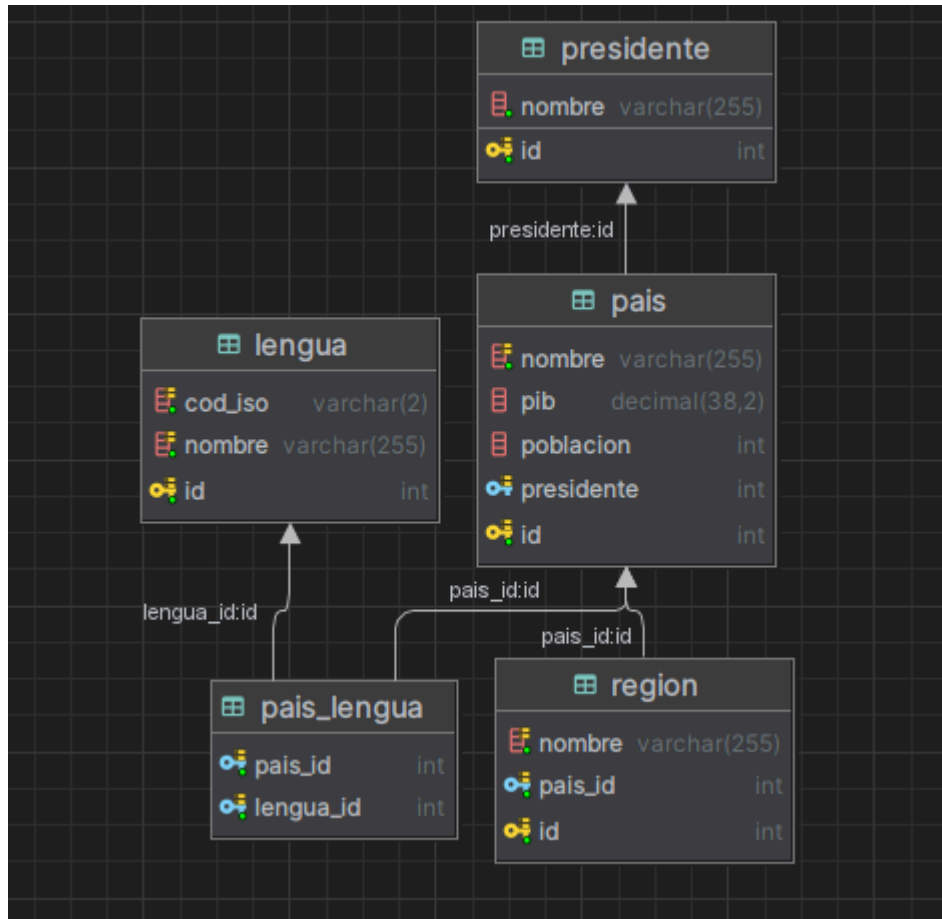 presidente
nombre varchar(255)
id int
presidente:id
pais
nombre varchar(255)
pib decimal(38,2)
poblacion int
presidente int
id int
lengua
cod_iso varchar(2)
nombre varchar(255)
id int
lengua_id:id
pais_id:id
pais_id:id
pais_lengua
pais_id int
lengua_id int
region
nombre varchar(255)
pais_id int
id int